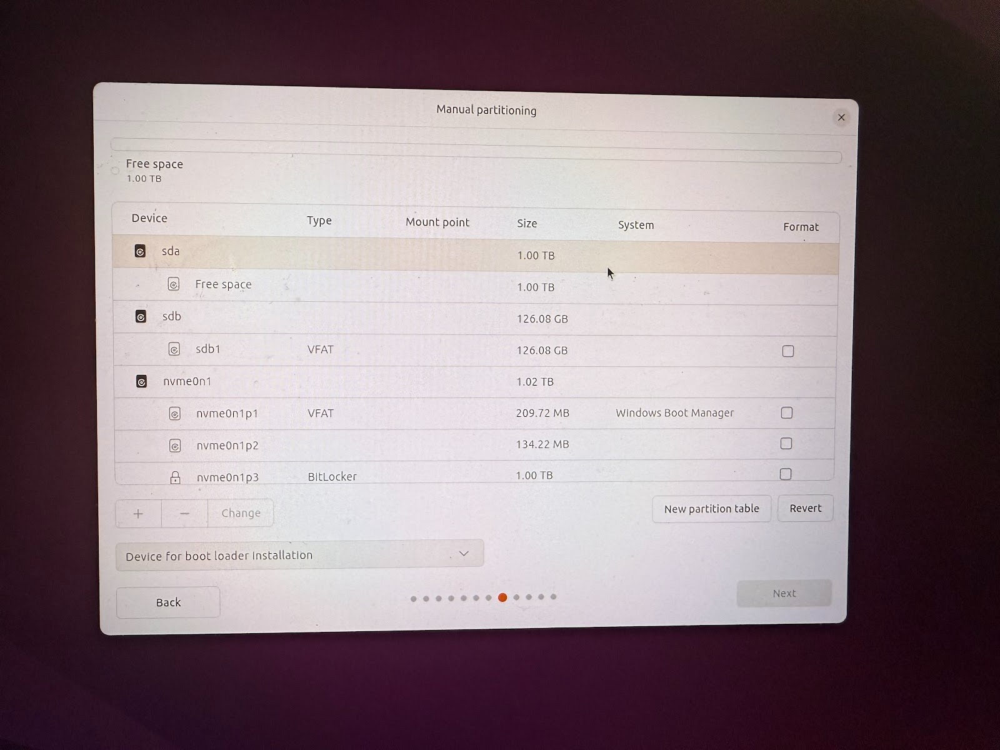 Manual partitioning
Free space
1.00 TB
Device Type Mount point Size System Format
sda 1.00 TB
Free space 1.00 TB
sdb 126.08 GB
sdb1 VFAT 126.08 GB
nvme0n1 1.02 TB
nvme0n1p1 VFAT 209.72 MB Windows Boot Manager
nvme0n1p2 134.22 MB
nvme0n1p3 BitLocker 1.00 TB
+ − Change New partition table Revert
Device for boot loader installation
Back Next